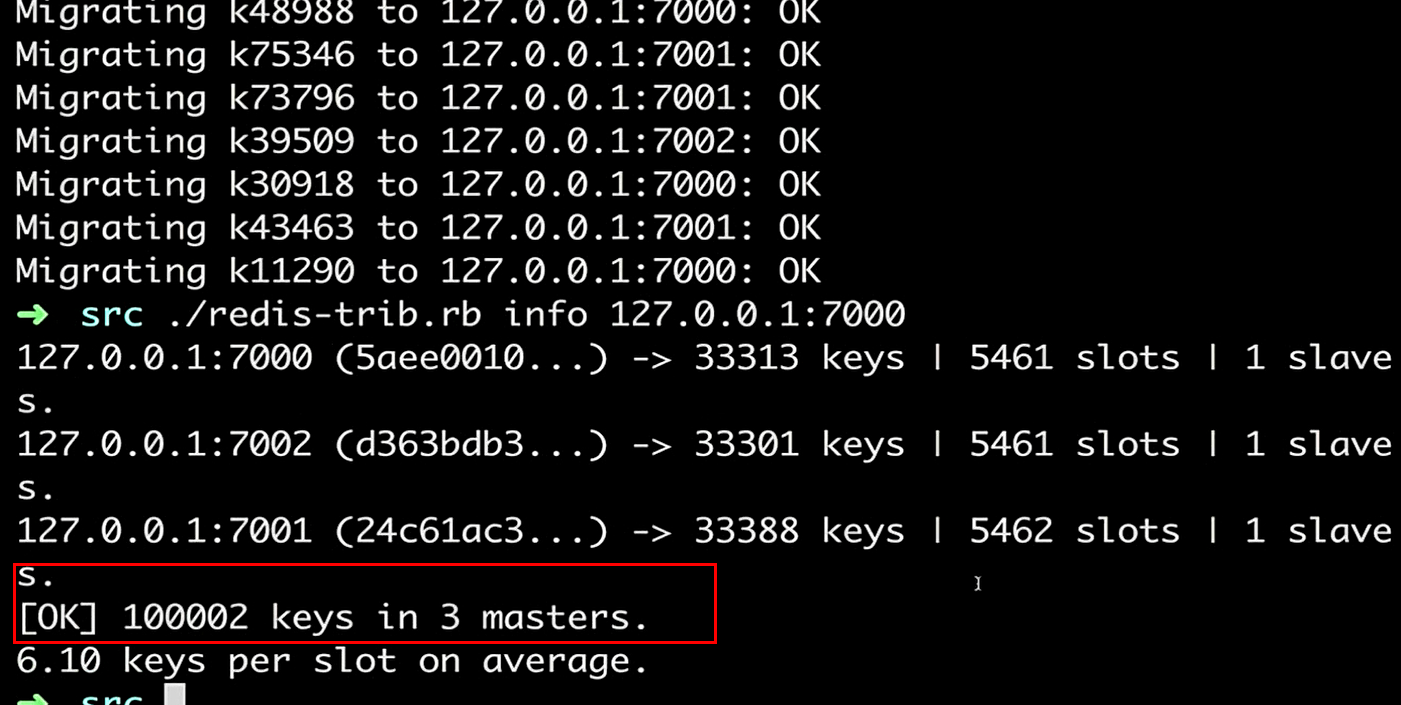 Migrating k48988 to 127.0.0.1:7000: OK
Migrating k75346 to 127.0.0.1:7001: OK
Migrating k73796 to 127.0.0.1:7001: OK
Migrating k39509 to 127.0.0.1:7002: OK
Migrating k30918 to 127.0.0.1:7000: OK
Migrating k43463 to 127.0.0.1:7001: OK
Migrating k11290 to 127.0.0.1:7000: OK
➜ src ./redis-trib.rb info 127.0.0.1:7000
127.0.0.1:7000 (5aee0010...) -> 33313 keys | 5461 slots | 1 slave
s.
127.0.0.1:7002 (d363bdb3...) -> 33301 keys | 5461 slots | 1 slave
s.
127.0.0.1:7001 (24c61ac3...) -> 33388 keys | 5462 slots | 1 slave
s.
[OK] 100002 keys in 3 masters.
6.10 keys per slot on average.
➜ src